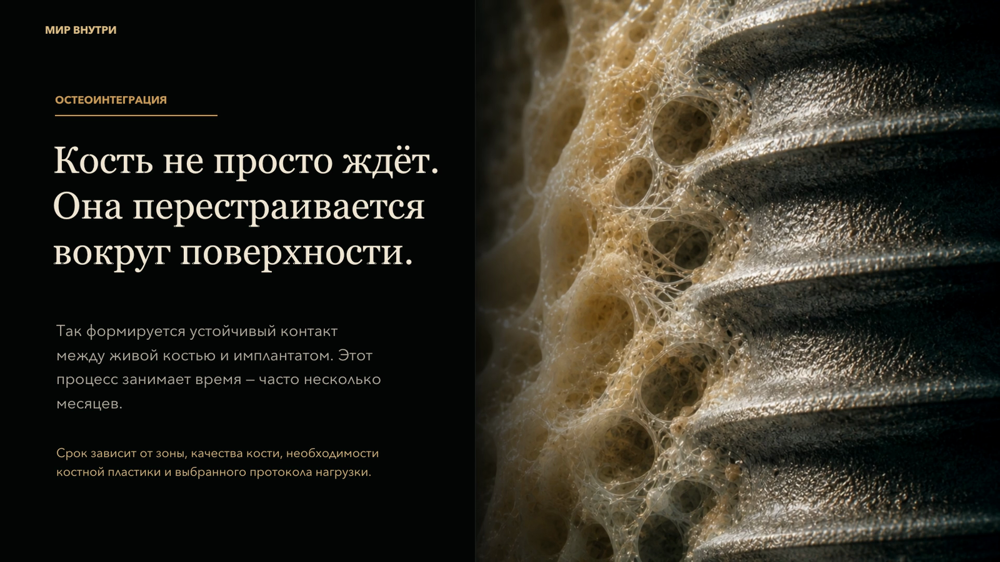 МИР ВНУТРИ
ОСТЕОИНТЕГРАЦИЯ
Кость не просто ждёт.
Она перестраивается
вокруг поверхности.
Так формируется устойчивый контакт
между живой костью и имплантатом. Этот
процесс занимает время – часто несколько
месяцев.
Срок зависит от зоны, качества кости, необходимости
костной пластики и выбранного протокола нагрузки.